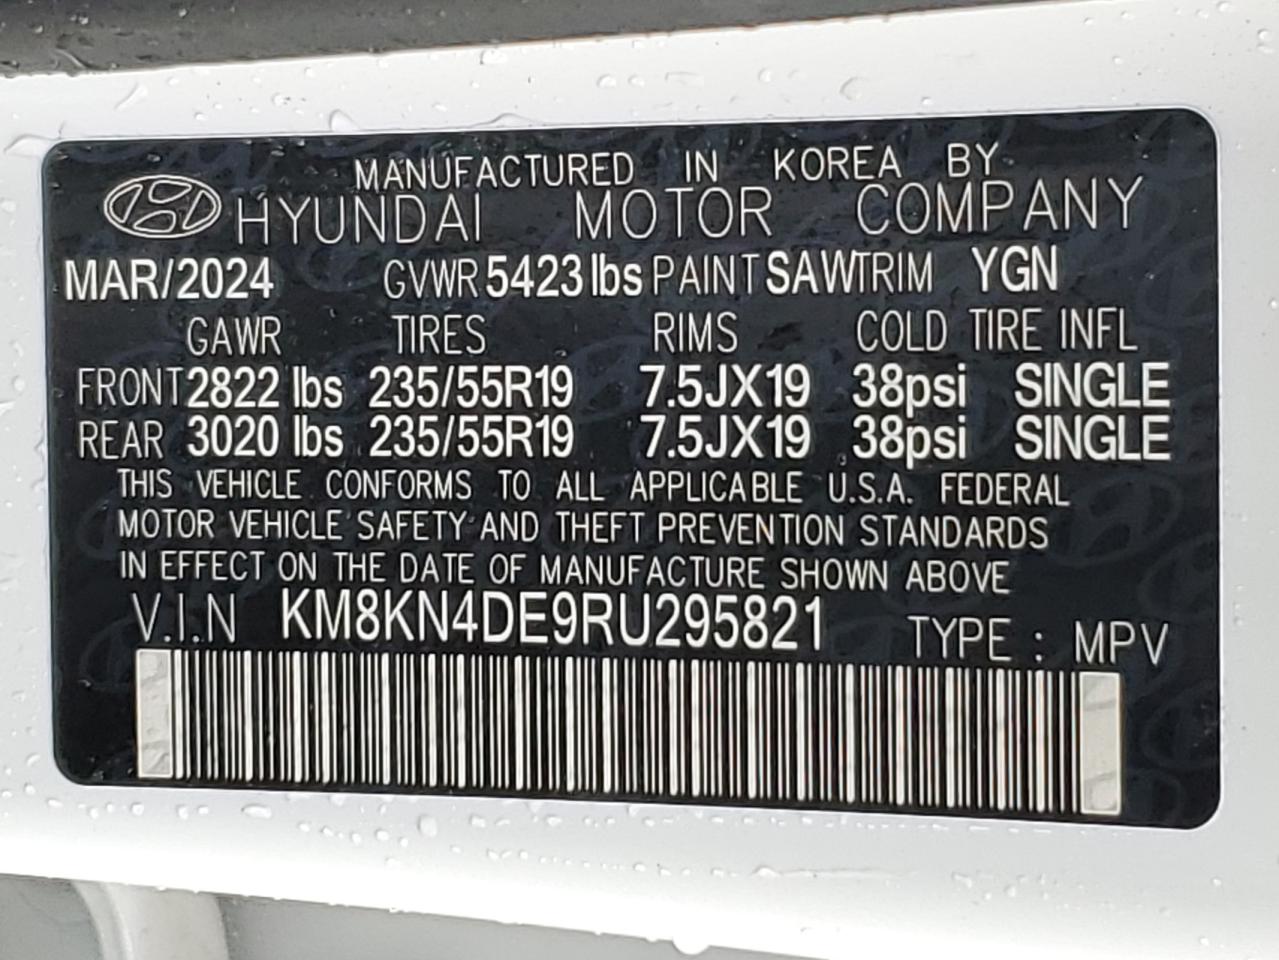 MANUFACTURED IN KOREA BY
HYUNDAI MOTOR COMPANY
MAR/2024 GVWR 5423 lbs PAINT SAW TRIM YGN
GAWR TIRES RIMS COLD TIRE INFL
FRONT 2822 lbs 235/55R19 7.5JX19 38psi SINGLE
REAR 3020 lbs 235/55R19 7.5JX19 38psi SINGLE
THIS VEHICLE CONFORMS TO ALL APPLICABLE U.S.A. FEDERAL
MOTOR VEHICLE SAFETY AND THEFT PREVENTION STANDARDS
IN EFFECT ON THE DATE OF MANUFACTURE SHOWN ABOVE
V.I.N KM8KN4DE9RU295821 TYPE : MPV